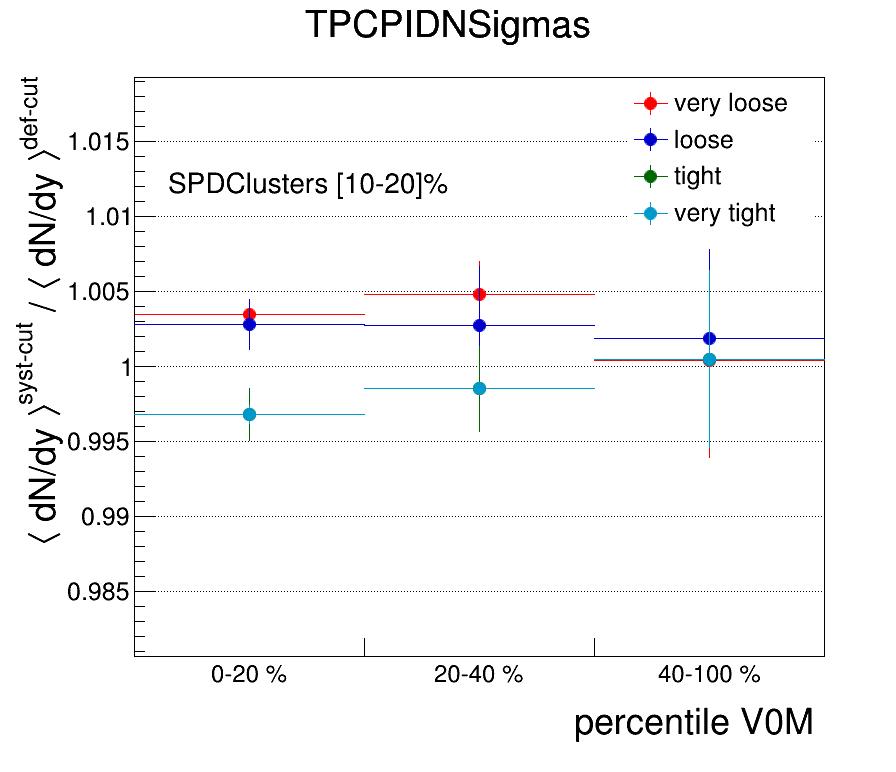 TPCPIDNSigmas
⟨ dN/dy ⟩^syst-cut / ⟨ dN/dy ⟩^def-cut
1.015
1.01
1.005
1
0.995
0.99
0.985
SPDClusters [10-20]%
very loose
loose
tight
very tight
0-20 %
20-40 %
40-100 %
percentile V0M